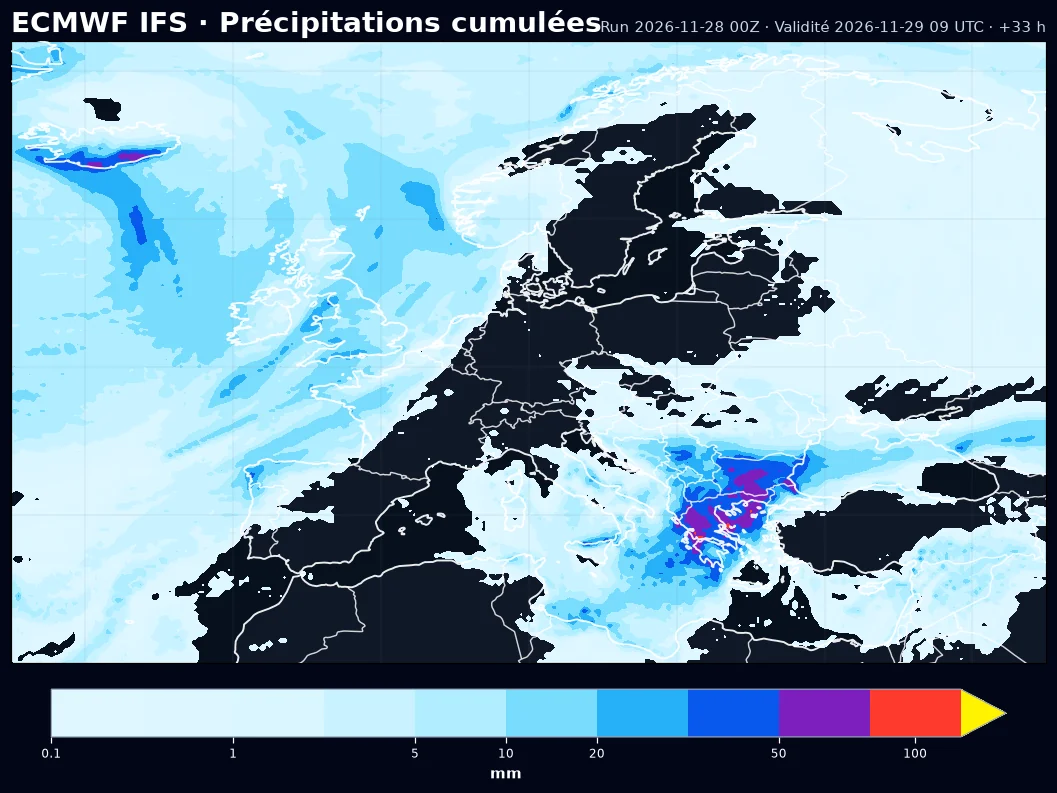 ECMWF IFS · Précipitations cumulées
Run 2026-11-28 00Z · Validité 2026-11-29 09 UTC · +33 h
0.1 1 5 10 20 50 100
mm